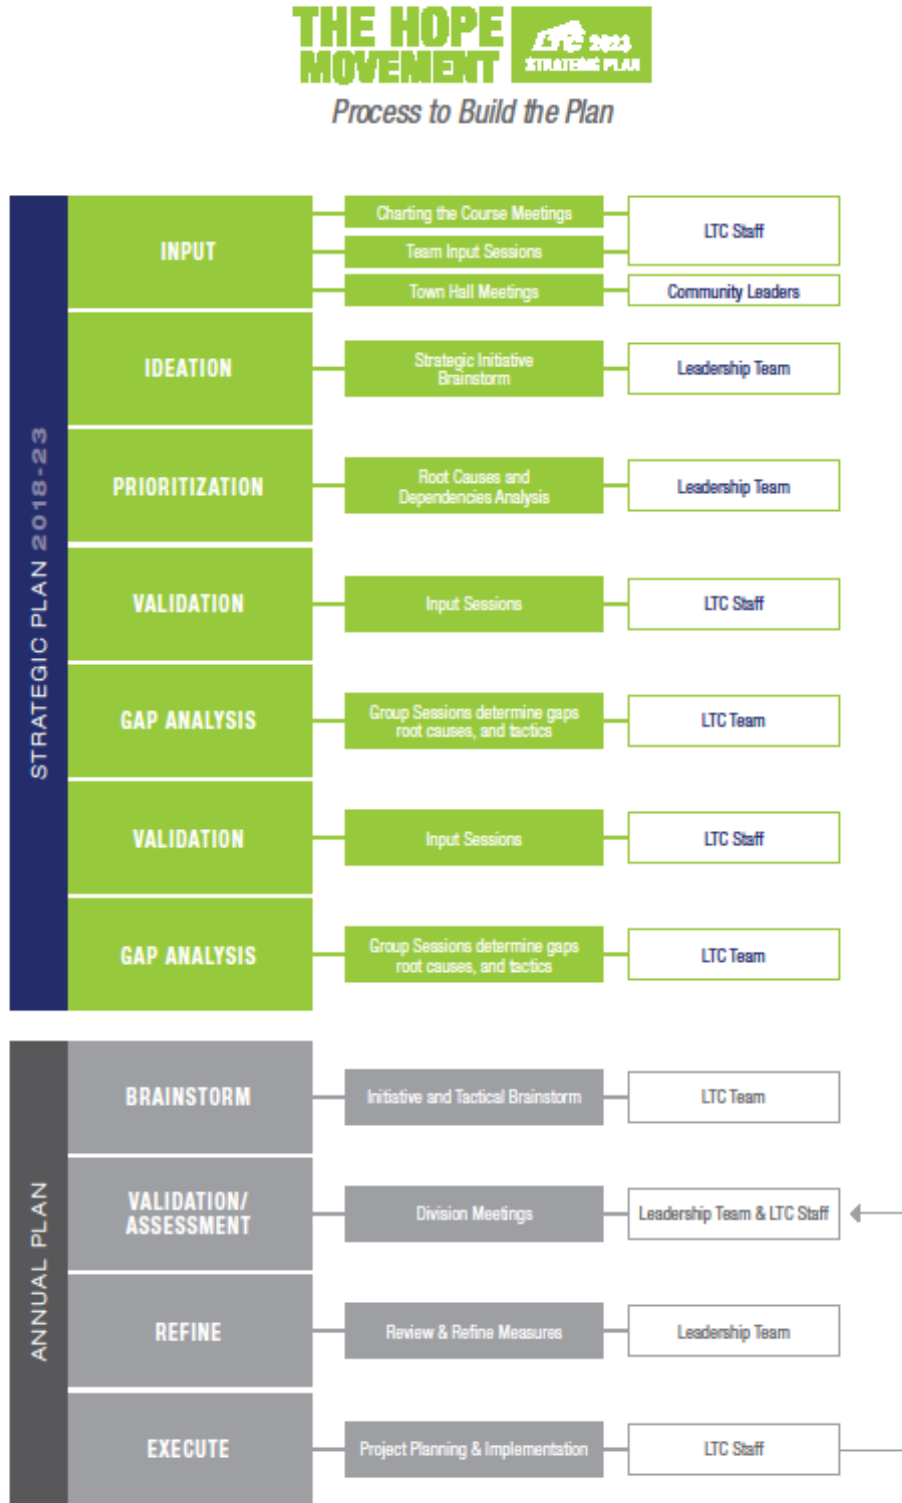 THE HOPE
MOVEMENT
LTC 2023
STRATEGIC PLAN
Process to Build the Plan
STRATEGIC PLAN 2018-23
INPUT
Charting the Course Meetings
Team Input Sessions
LTC Staff
Town Hall Meetings
Community Leaders
IDEATION
Strategic Initiative
Brainstorm
Leadership Team
PRIORITIZATION
Root Causes and
Dependencies Analysis
Leadership Team
VALIDATION
Input Sessions
LTC Staff
GAP ANALYSIS
Group Sessions determine gaps
root causes, and tactics
LTC Team
VALIDATION
Input Sessions
LTC Staff
GAP ANALYSIS
Group Sessions determine gaps
root causes, and tactics
LTC Team
ANNUAL PLAN
BRAINSTORM
Initiative and Tactical Brainstorm
LTC Team
VALIDATION/
ASSESSMENT
Division Meetings
Leadership Team & LTC Staff
REFINE
Review & Refine Measures
Leadership Team
EXECUTE
Project Planning & Implementation
LTC Staff